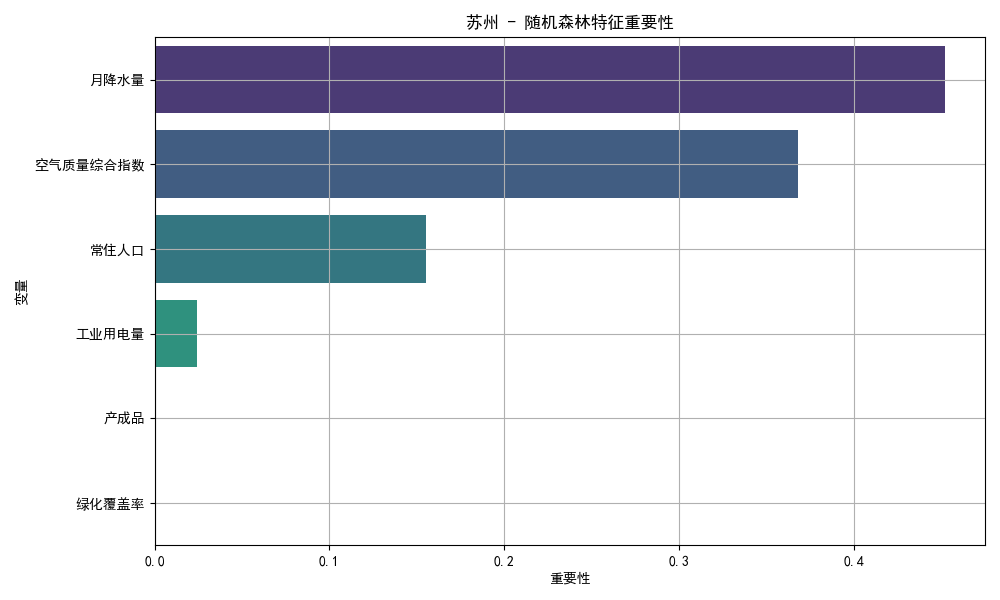 苏州 - 随机森林特征重要性
变量
月降水量
空气质量综合指数
常住人口
工业用电量
产成品
绿化覆盖率
0.0 0.1 0.2 0.3 0.4
重要性